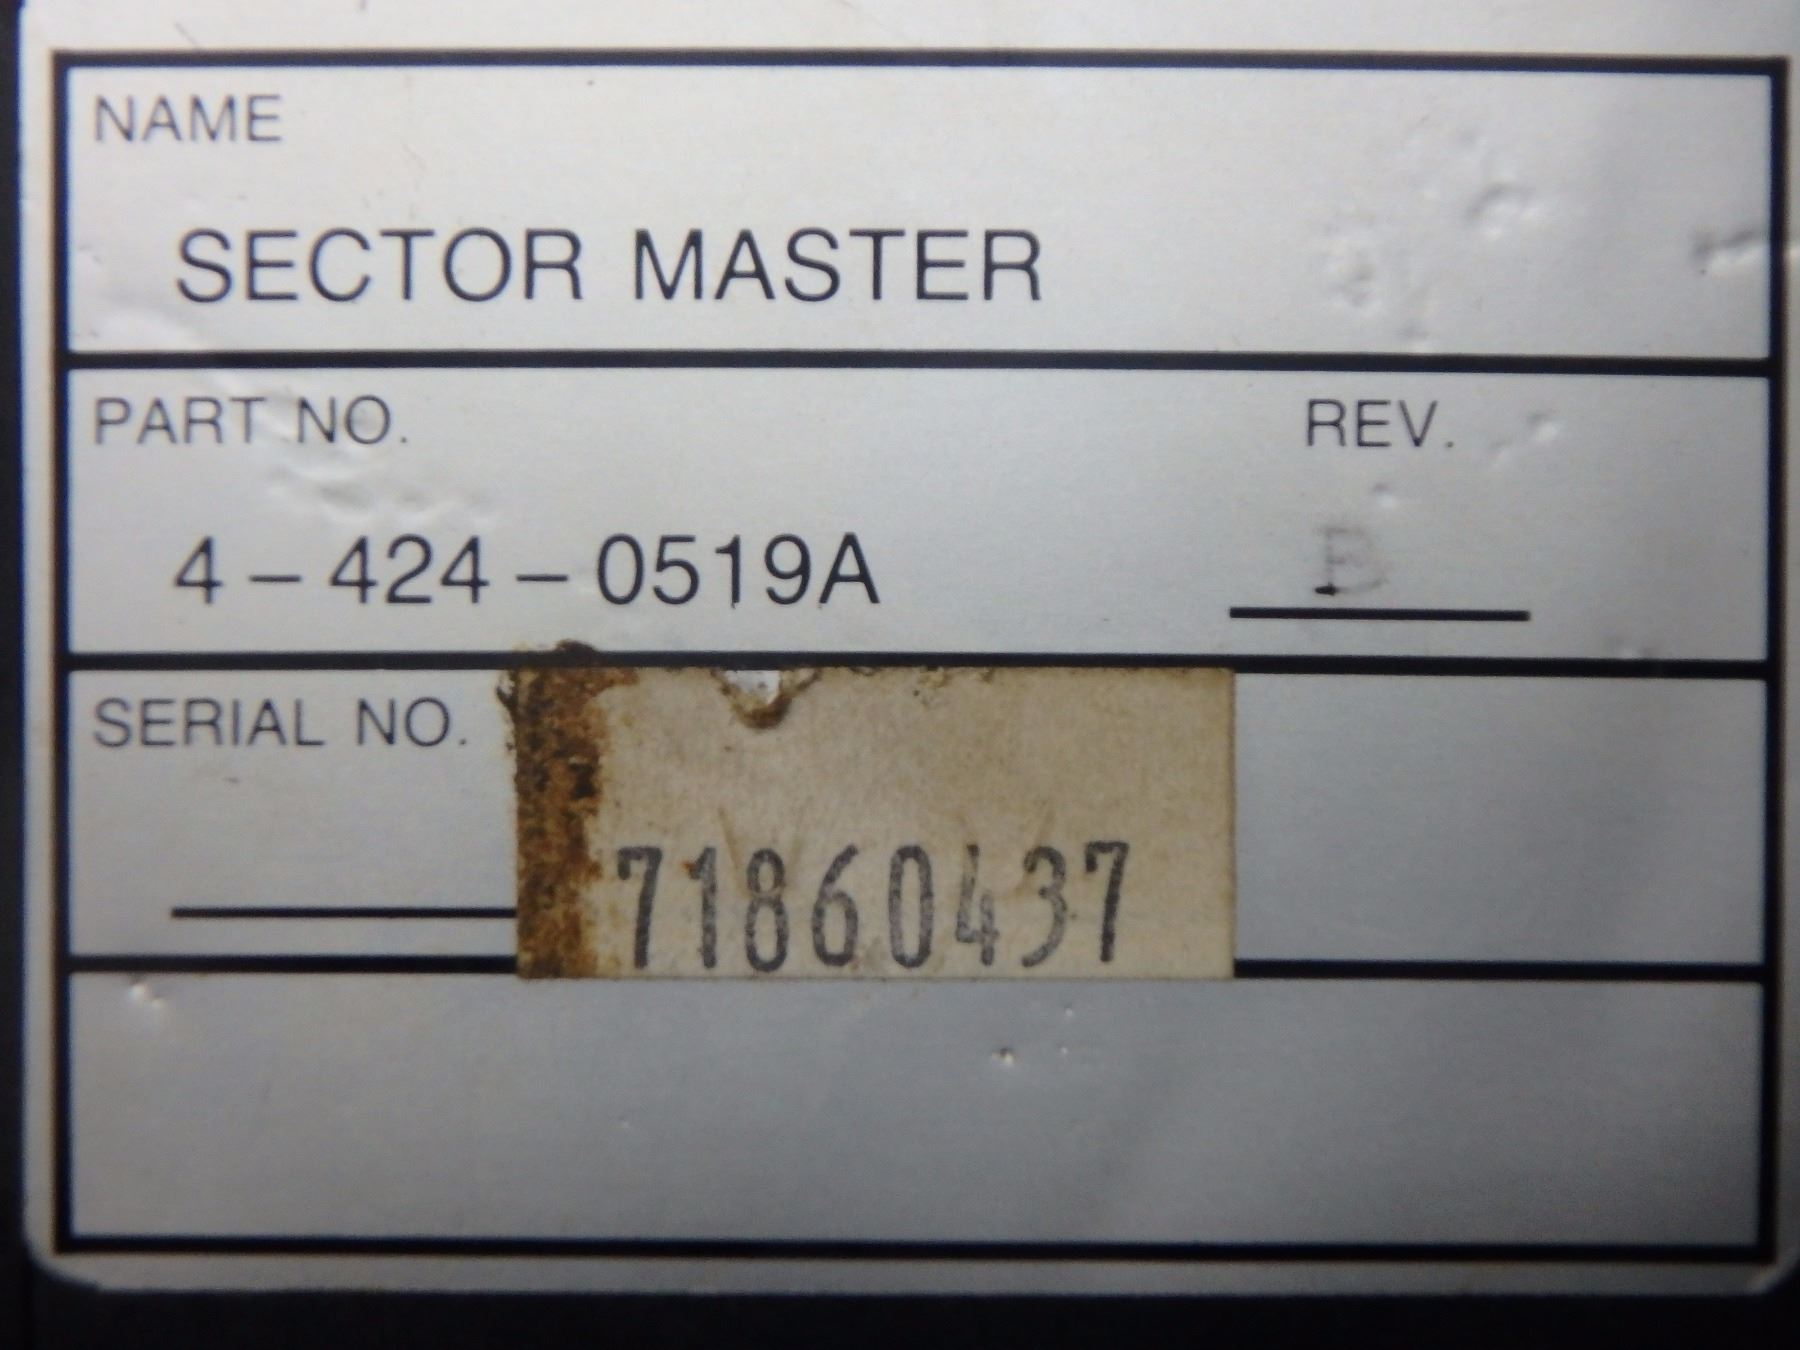 NAME
SECTOR MASTER
PART NO. REV.
4-424-0519A B
SERIAL NO.
71860437